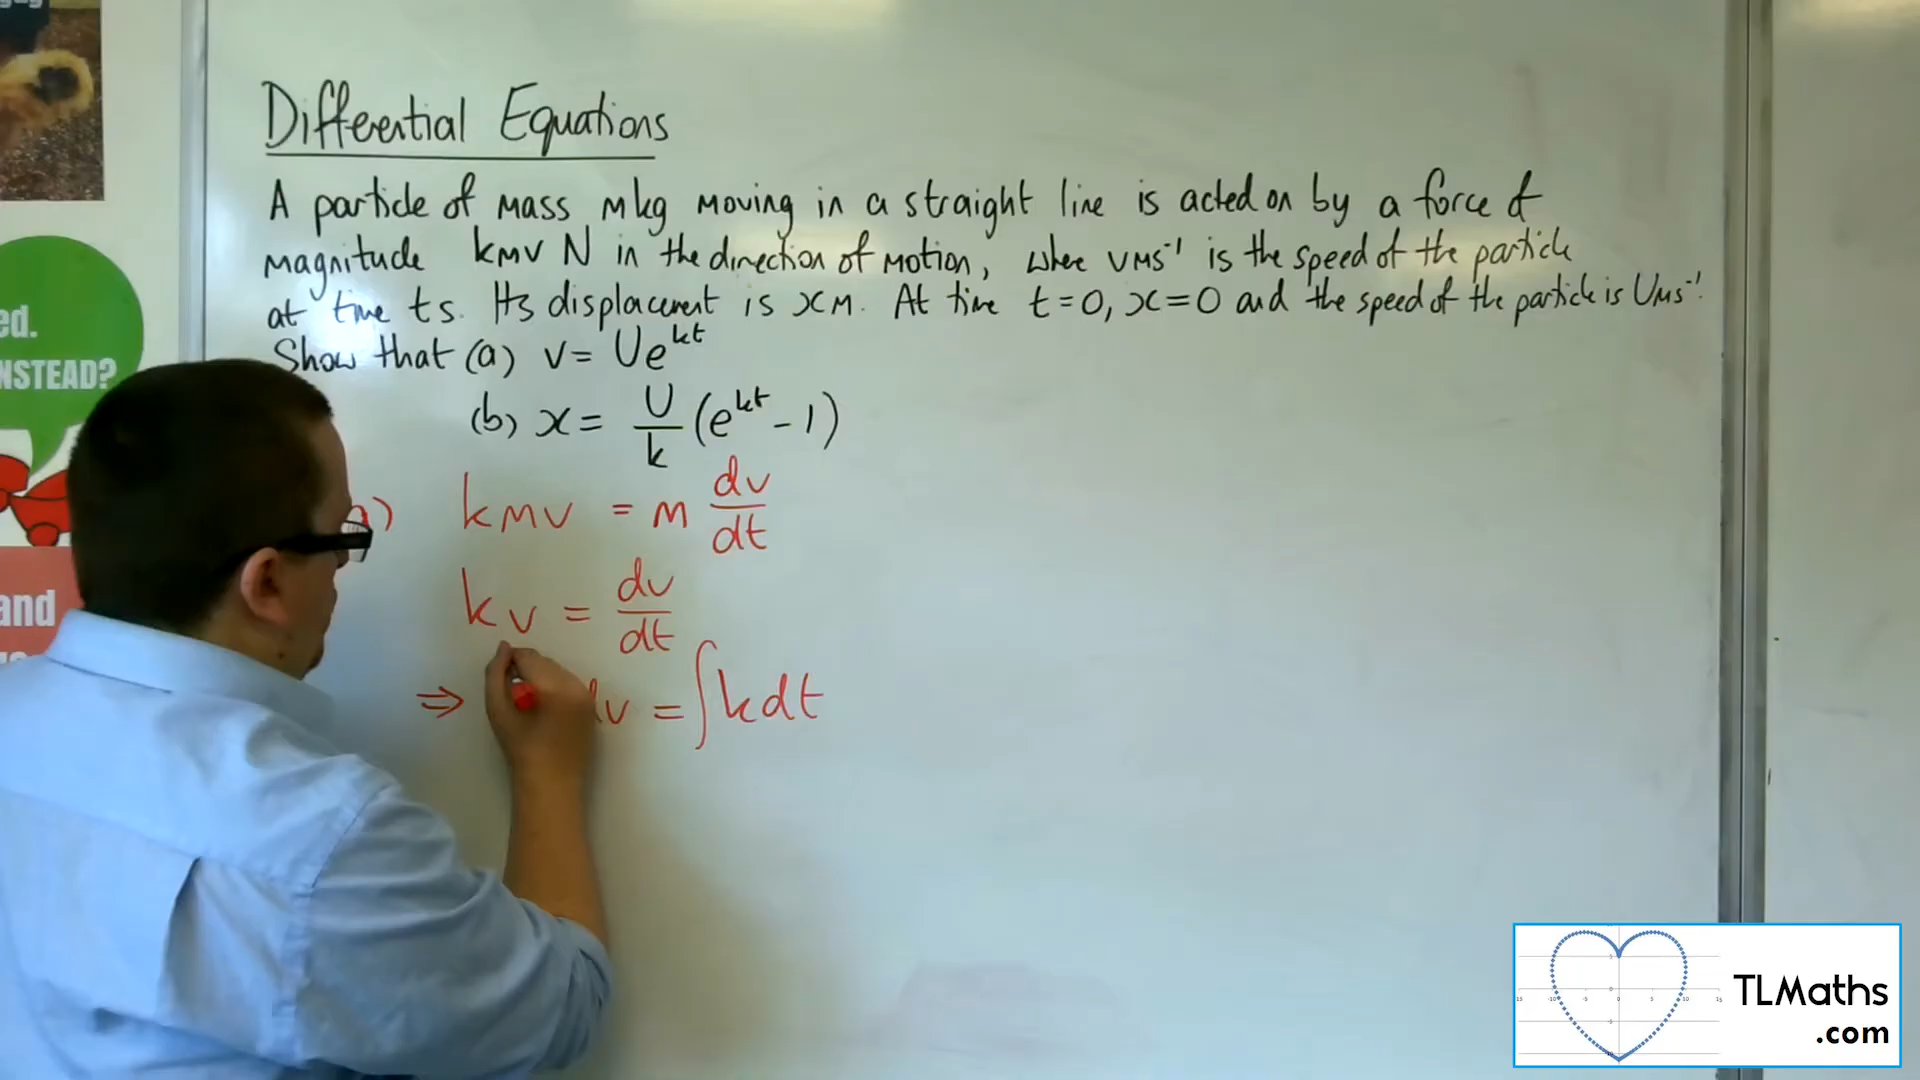 Differential Equations
A particle of mass mkg moving in a straight line is acted on by a force of
magnitude kmv N in the direction of motion, where vms⁻¹ is the speed of the particle
at time ts. Its displacement is xm. At time t=0, x=0 and the speed of the particle is Ums⁻¹.
Show that (a) v= Ue^kt
(b) x= U/k (e^kt - 1)
kmv = m dv/dt
kv = dv/dt
⇒ dv = ∫kdt
ed.
INSTEAD?
and
TLMaths
.com